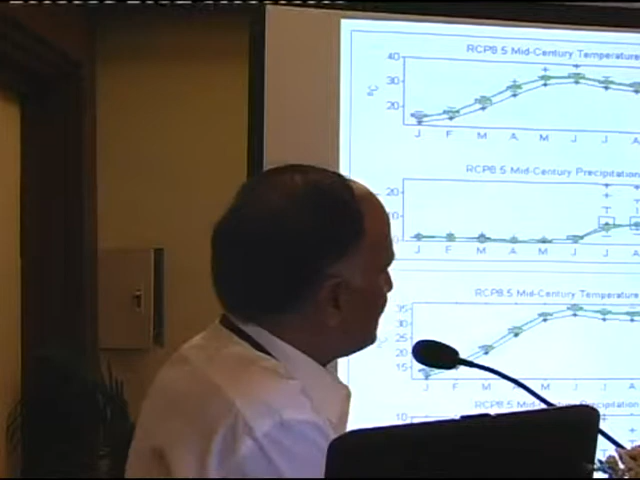 RCP8.5 Mid-Century Temperature
40
30
20
°C
J F M A M J J A
RCP8.5 Mid-Century Precipitation
20
10
0
J F M A M J J A
RCP8.5 Mid-Century Temperature
35
30
25
20
15
J F M A M J J A
RCP8.5 Mid-Century Precipitation
10